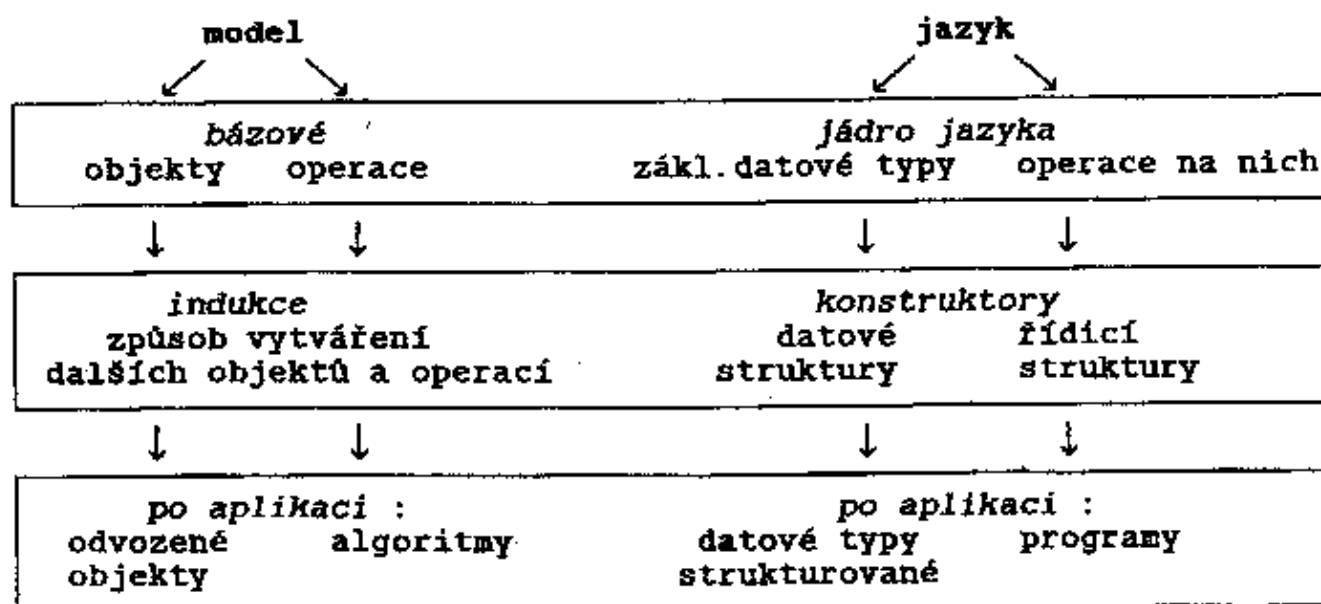 model jazyk
bázové jádro jazyka
objekty operace zákl.datové typy operace na nich
indukce konstruktory
způsob vytváření datové řídicí
dalších objektů a operací struktury struktury
po aplikaci : po aplikaci :
odvozené algoritmy datové typy programy
objekty strukturované